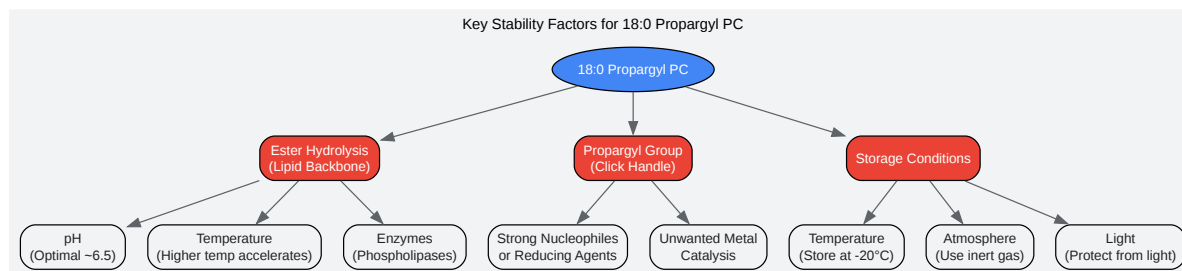 Key Stability Factors for 18:0 Propargyl PC
18:0 Propargyl PC
Ester Hydrolysis
(Lipid Backbone)
Propargyl Group
(Click Handle)
Storage Conditions
pH
(Optimal ~6.5)
Temperature
(Higher temp accelerates)
Enzymes
(Phospholipases)
Strong Nucleophiles
or Reducing Agents
Unwanted Metal
Catalysis
Temperature
(Store at -20°C)
Atmosphere
(Use inert gas)
Light
(Protect from light)